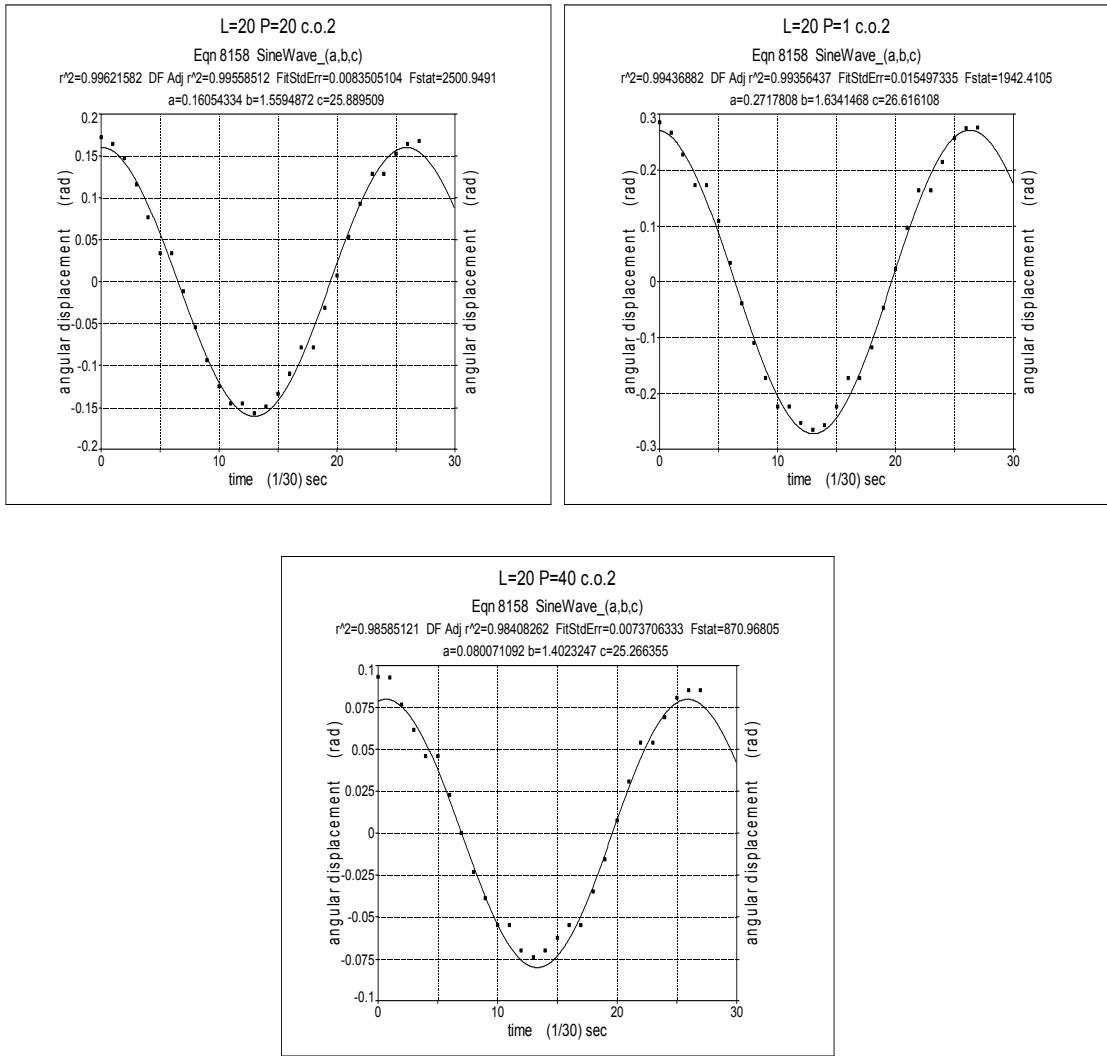 L=20 P=20 c.o.2
Eqn 8158 SineWave_(a,b,c)
r^2=0.99621582 DF Adj r^2=0.99558512 FitStdErr=0.0083505104 Fstat=2500.9491
a=0.16054334 b=1.5594872 c=25.889509
0.2
0.15
0.1
0.05
0
-0.05
-0.1
-0.15
-0.2
angular displacement (rad)
angular displacement (rad)
0 10 20 30
time (1/30) sec
L=20 P=1 c.o.2
Eqn 8158 SineWave_(a,b,c)
r^2=0.99436882 DF Adj r^2=0.99356437 FitStdErr=0.015497335 Fstat=1942.4105
a=0.2717808 b=1.6341468 c=26.616108
0.3
0.2
0.1
0
-0.1
-0.2
-0.3
angular displacement (rad)
angular displacement (rad)
0 10 20 30
time (1/30) sec
L=20 P=40 c.o.2
Eqn 8158 SineWave_(a,b,c)
r^2=0.98585121 DF Adj r^2=0.98408262 FitStdErr=0.0073706333 Fstat=870.96805
a=0.080071092 b=1.4023247 c=25.266355
0.1
0.075
0.05
0.025
0
-0.025
-0.05
-0.075
-0.1
angular displacement (rad)
angular displacement (rad)
0 10 20 30
time (1/30) sec